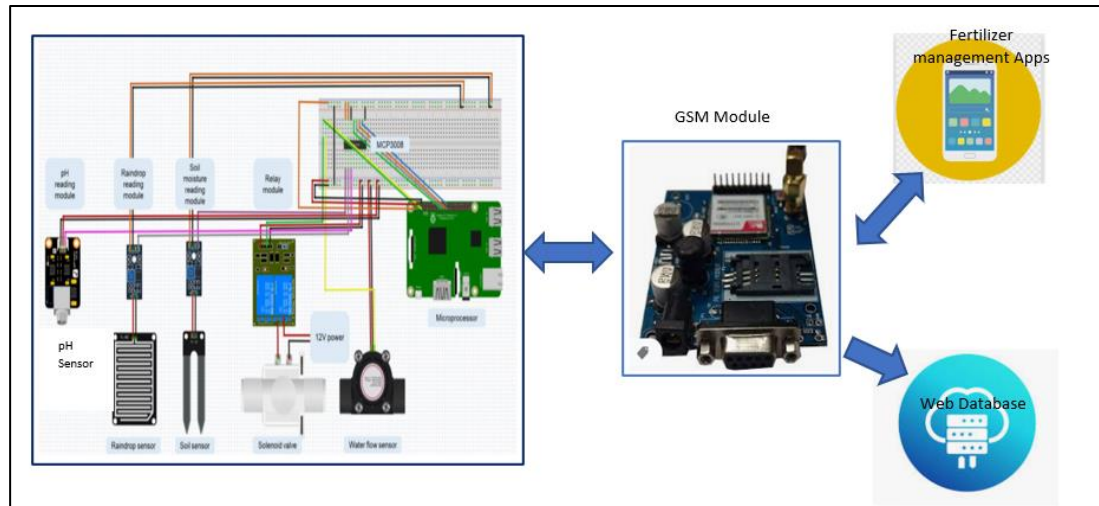 Fertilizer
management Apps
GSM Module
MCP3008
pH
reading
module
Raindrop
reading
module
Soil
moisture
reading
module
Relay
module
Microprocessor
12V power
pH
Sensor
Raindrop sensor
Soil sensor
Solenoid valve
Water flow sensor
Web Database